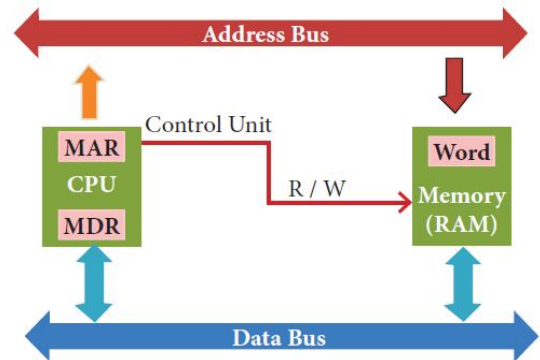 Address Bus
Control Unit
MAR
CPU
MDR
R / W
Word
Memory
(RAM)
Data Bus